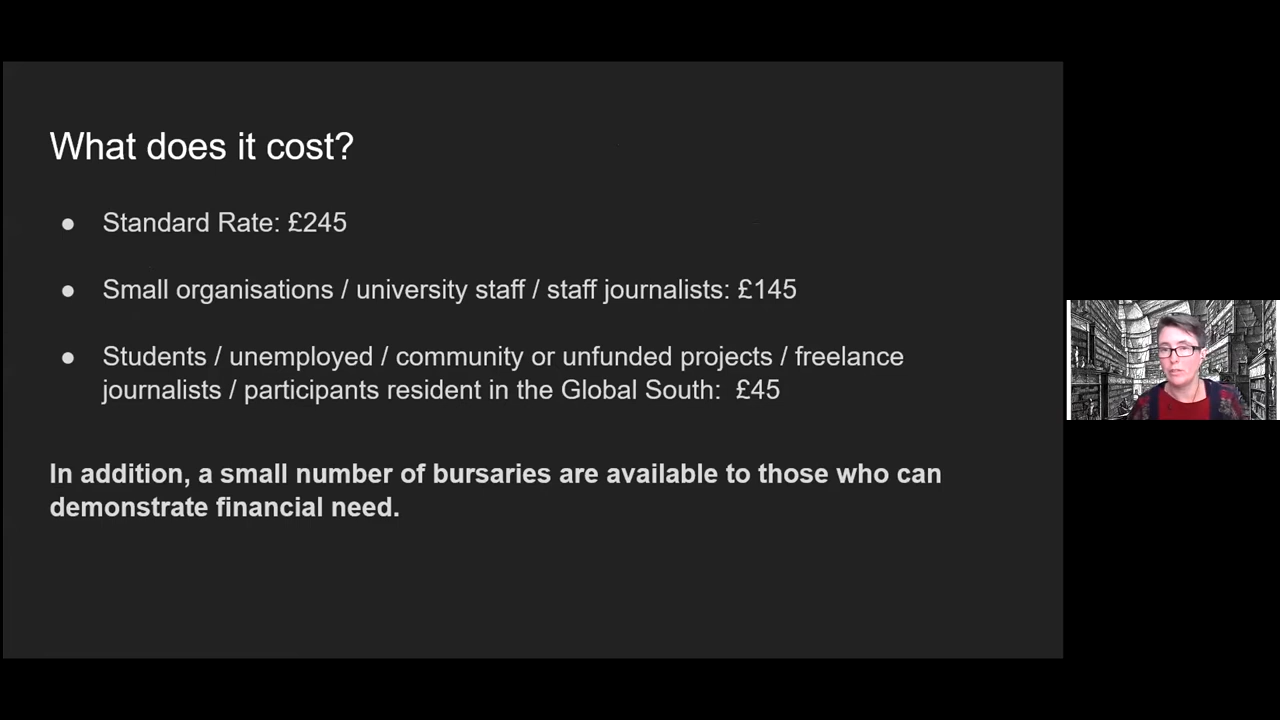 What does it cost?
● Standard Rate: £245
● Small organisations / university staff / staff journalists: £145
● Students / unemployed / community or unfunded projects / freelance
journalists / participants resident in the Global South: £45
In addition, a small number of bursaries are available to those who can
demonstrate financial need.